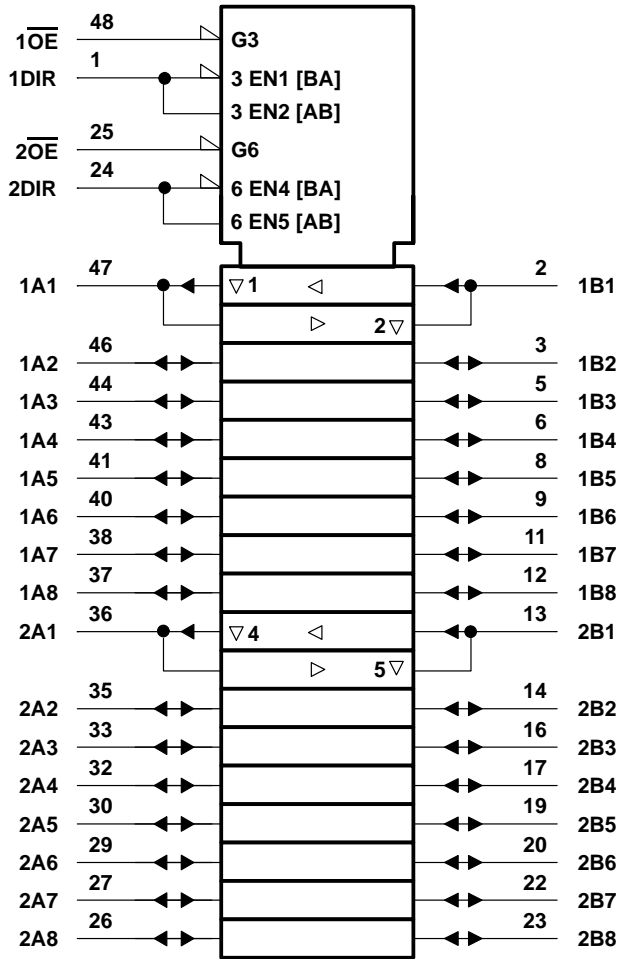 48
1O̅E̅ G3
1
1DIR 3 EN1 [BA]
3 EN2 [AB]
25
2O̅E̅ G6
24
2DIR 6 EN4 [BA]
6 EN5 [AB]
47 2
1A1 ▽1 ◁ 1B1
▷ 2▽
46 3
1A2 1B2
44 5
1A3 1B3
43 6
1A4 1B4
41 8
1A5 1B5
40 9
1A6 1B6
38 11
1A7 1B7
37 12
1A8 1B8
36 13
2A1 ▽4 ◁ 2B1
▷ 5▽
35 14
2A2 2B2
33 16
2A3 2B3
32 17
2A4 2B4
30 19
2A5 2B5
29 20
2A6 2B6
27 22
2A7 2B7
26 23
2A8 2B8